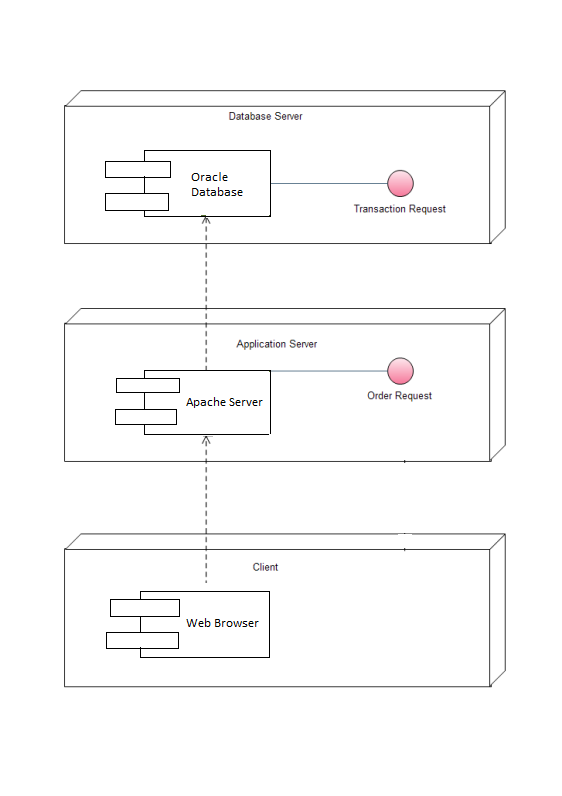 Database Server
Oracle
Database
Transaction Request
Application Server
Apache Server
Order Request
Client
Web Browser